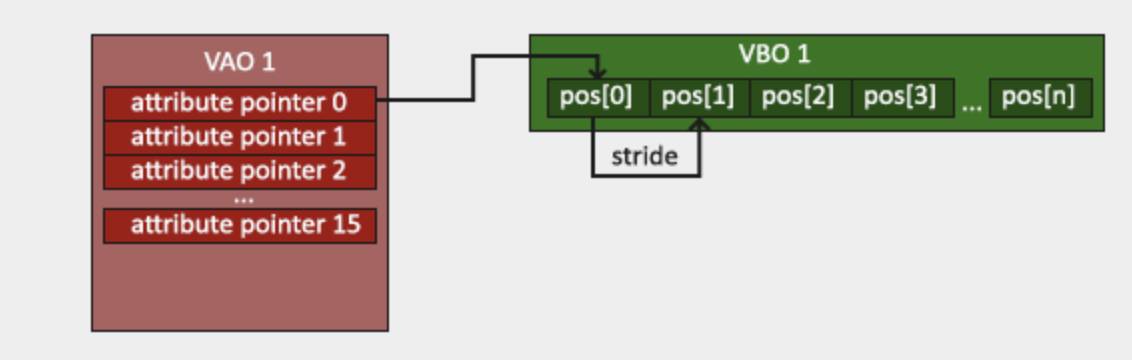 VAO 1
attribute pointer 0
attribute pointer 1
attribute pointer 2
...
attribute pointer 15
VBO 1
pos[0] pos[1] pos[2] pos[3] ... pos[n]
stride